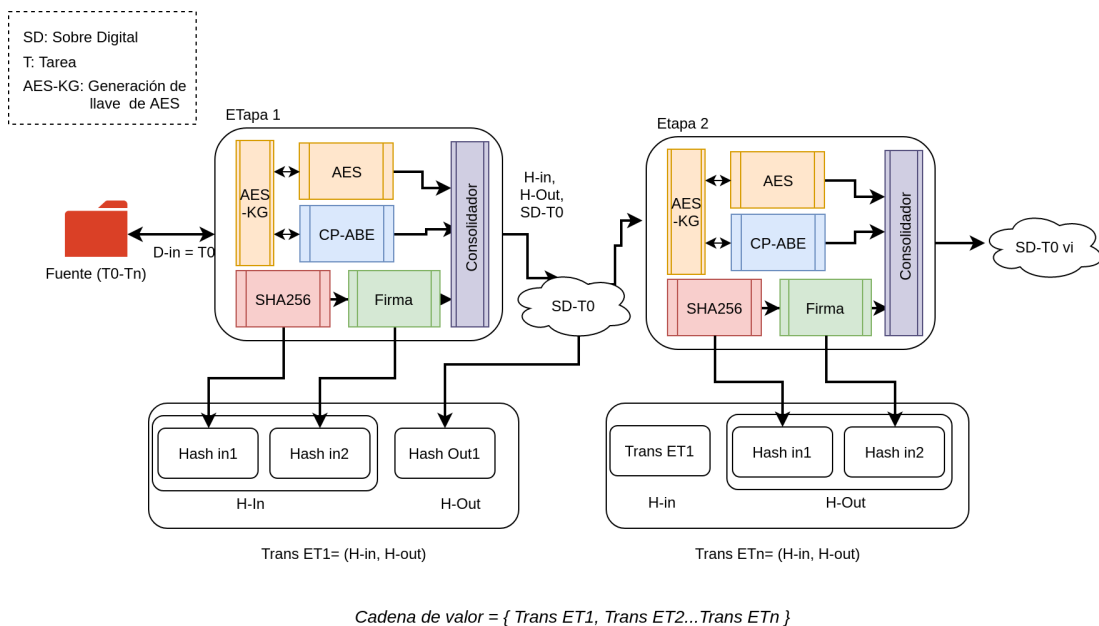 SD: Sobre Digital
T: Tarea
AES-KG: Generación de
llave de AES
ETapa 1
AES
-KG
AES
CP-ABE
SHA256
Firma
Consolidador
Fuente (T0-Tn)
D-in = T0
H-in,
H-Out,
SD-T0
SD-T0
Etapa 2
AES
-KG
AES
CP-ABE
SHA256
Firma
Consolidador
SD-T0 vi
Hash in1
Hash in2
Hash Out1
H-In
H-Out
Trans ET1= (H-in, H-out)
Trans ET1
Hash in1
Hash in2
H-in
H-Out
Trans ETn= (H-in, H-out)
Cadena de valor = { Trans ET1, Trans ET2...Trans ETn }